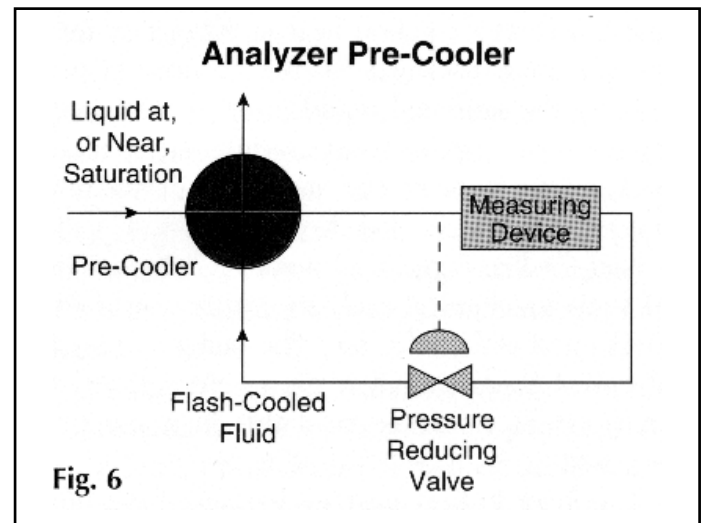 Analyzer Pre-Cooler
Liquid at,
or Near,
Saturation
Measuring
Device
Pre-Cooler
Flash-Cooled
Fluid
Pressure
Reducing
Valve
Fig. 6